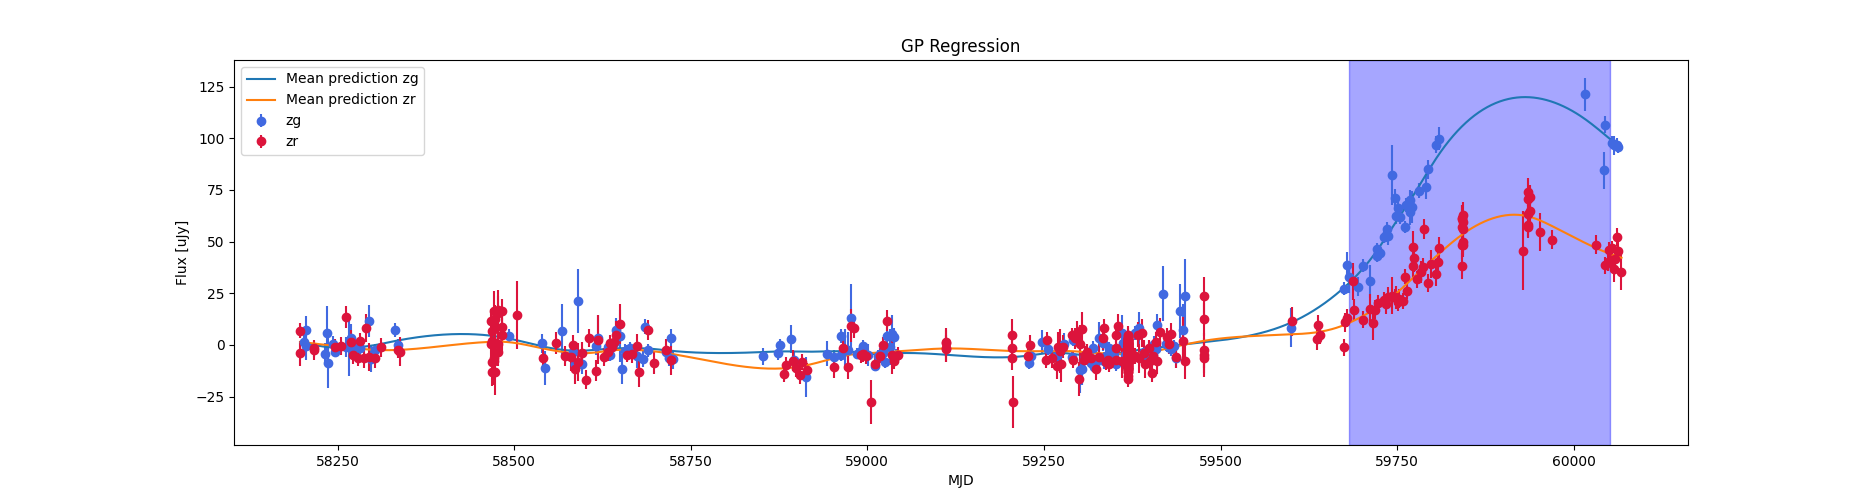 GP Regression
Mean prediction zg
Mean prediction zr
zg
zr
Flux [uJy]
125
100
75
50
25
0
−25
58250 58500 58750 59000 59250 59500 59750 60000
MJD